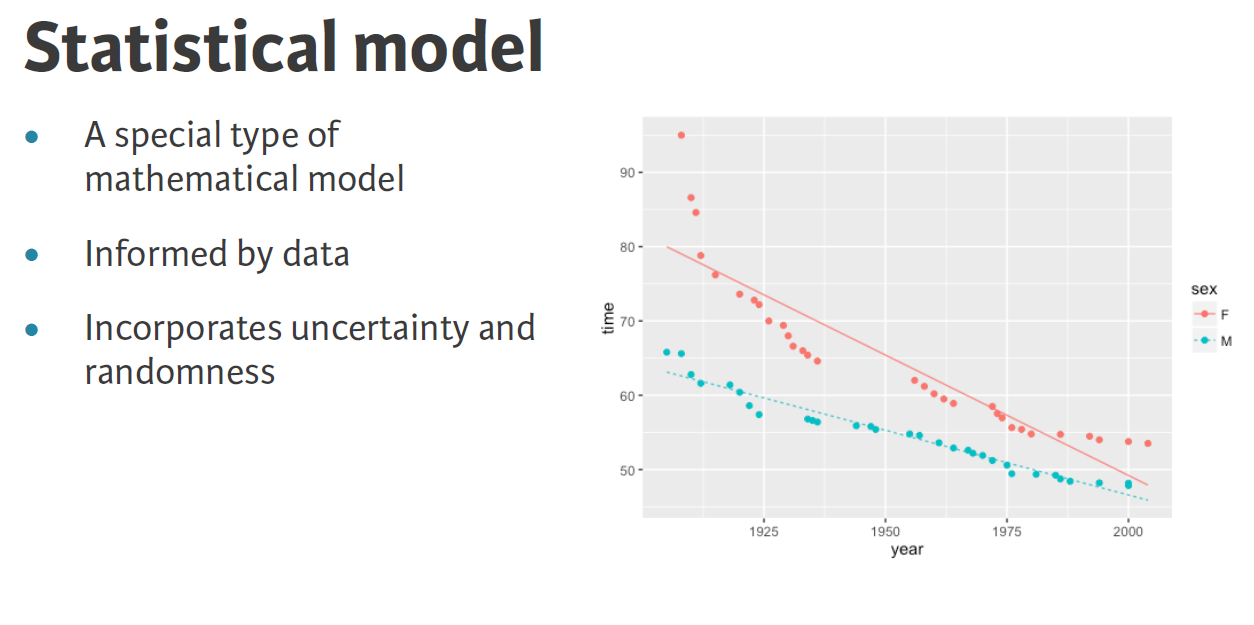 Statistical model
• A special type of
mathematical model
• Informed by data
• Incorporates uncertainty and
randomness
90
80
70
60
50
time
1925 1950 1975 2000
year
sex
F
M